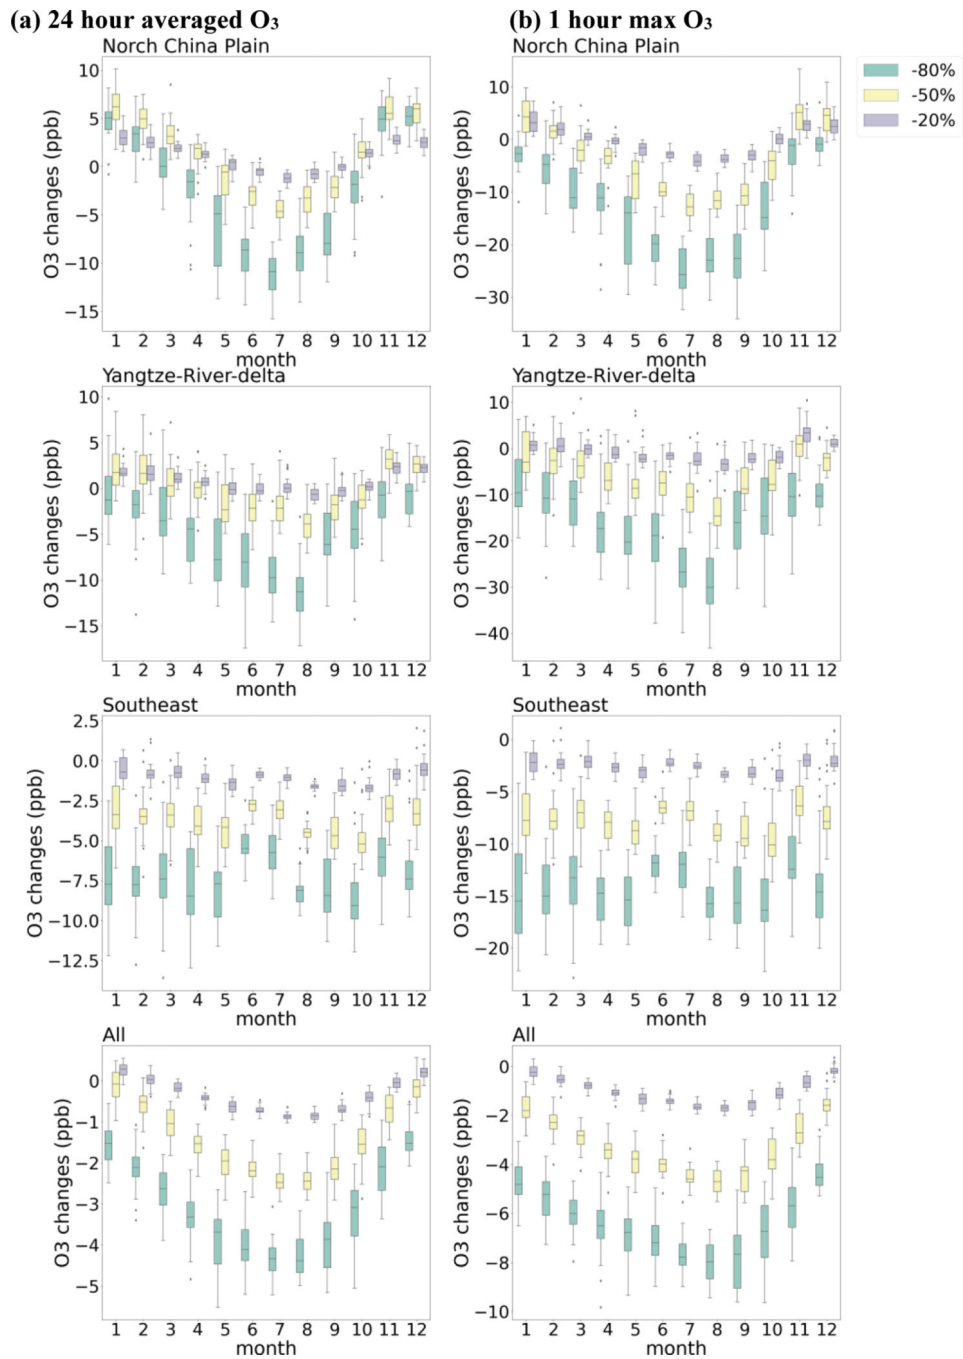 (a) 24 hour averaged O₃
(b) 1 hour max O₃
Norch China Plain
O3 changes (ppb)
10
5
0
−5
−10
−15
1 2 3 4 5 6 7 8 9 10 11 12
month
Norch China Plain
O3 changes (ppb)
10
0
−10
−20
−30
1 2 3 4 5 6 7 8 9 10 11 12
month
-80%
-50%
-20%
Yangtze-River-delta
O3 changes (ppb)
10
5
0
−5
−10
−15
1 2 3 4 5 6 7 8 9 10 11 12
month
Yangtze-River-delta
O3 changes (ppb)
10
0
−10
−20
−30
−40
1 2 3 4 5 6 7 8 9 10 11 12
month
Southeast
O3 changes (ppb)
2.5
0.0
−2.5
−5.0
−7.5
−10.0
−12.5
1 2 3 4 5 6 7 8 9 10 11 12
month
Southeast
O3 changes (ppb)
0
−5
−10
−15
−20
1 2 3 4 5 6 7 8 9 10 11 12
month
All
O3 changes (ppb)
0
−1
−2
−3
−4
−5
1 2 3 4 5 6 7 8 9 10 11 12
month
All
O3 changes (ppb)
0
−2
−4
−6
−8
−10
1 2 3 4 5 6 7 8 9 10 11 12
month